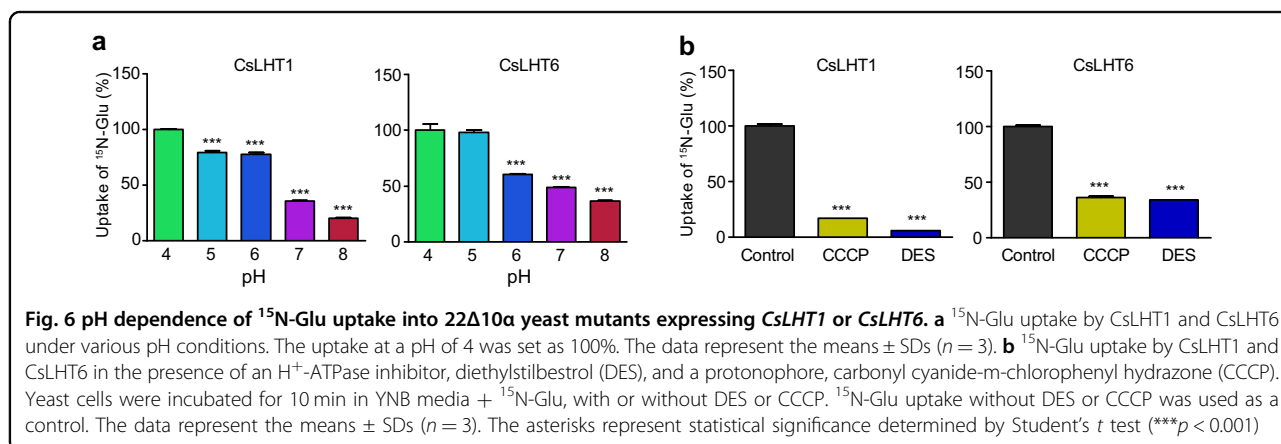 a
CsLHT1
Uptake of ¹⁵N-Glu (%)
150
100
50
0
***
***
***
***
4 5 6 7 8
pH
CsLHT6
150
100
50
0
***
***
***
4 5 6 7 8
pH
b
CsLHT1
Uptake of ¹⁵N-Glu (%)
150
100
50
0
***
***
Control CCCP DES
CsLHT6
150
100
50
0
***
***
Control CCCP DES
Fig. 6 pH dependence of ¹⁵N-Glu uptake into 22Δ10α yeast mutants expressing CsLHT1 or CsLHT6. a ¹⁵N-Glu uptake by CsLHT1 and CsLHT6
under various pH conditions. The uptake at a pH of 4 was set as 100%. The data represent the means ± SDs (n = 3). b ¹⁵N-Glu uptake by CsLHT1 and
CsLHT6 in the presence of an H⁺-ATPase inhibitor, diethylstilbestrol (DES), and a protonophore, carbonyl cyanide-m-chlorophenyl hydrazone (CCCP).
Yeast cells were incubated for 10 min in YNB media + ¹⁵N-Glu, with or without DES or CCCP. ¹⁵N-Glu uptake without DES or CCCP was used as a
control. The data represent the means ± SDs (n = 3). The asterisks represent statistical significance determined by Student's t test (***p < 0.001)